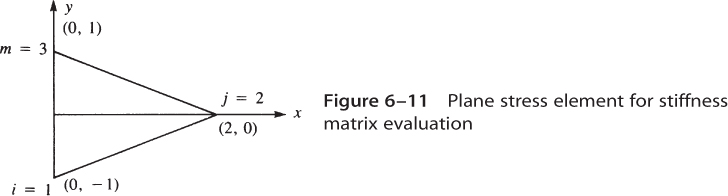 y
(0, 1)
m = 3
j = 2
x
(2, 0)
i = 1
(0, −1)
Figure 6–11 Plane stress element for stiffness
matrix evaluation